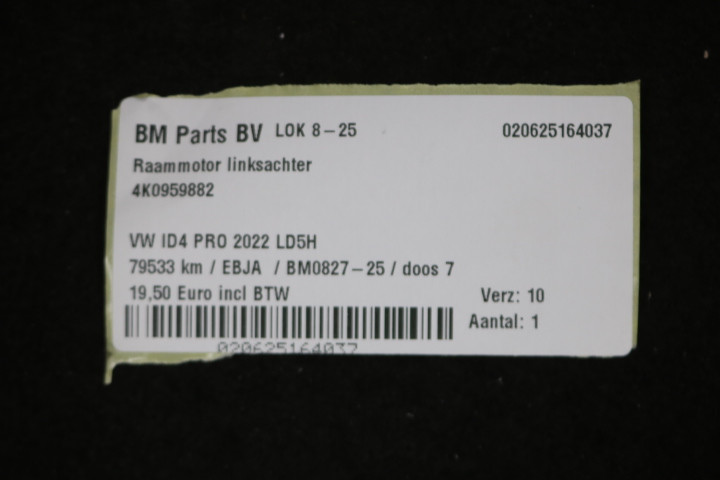 BM Parts BV LOK 8-25 020625164037
Raammotor linksachter
4K0959882
VW ID4 PRO 2022 LD5H
79533 km / EBJA / BM0827-25 / doos 7
19,50 Euro incl BTW Verz: 10
Aantal: 1
020625164037